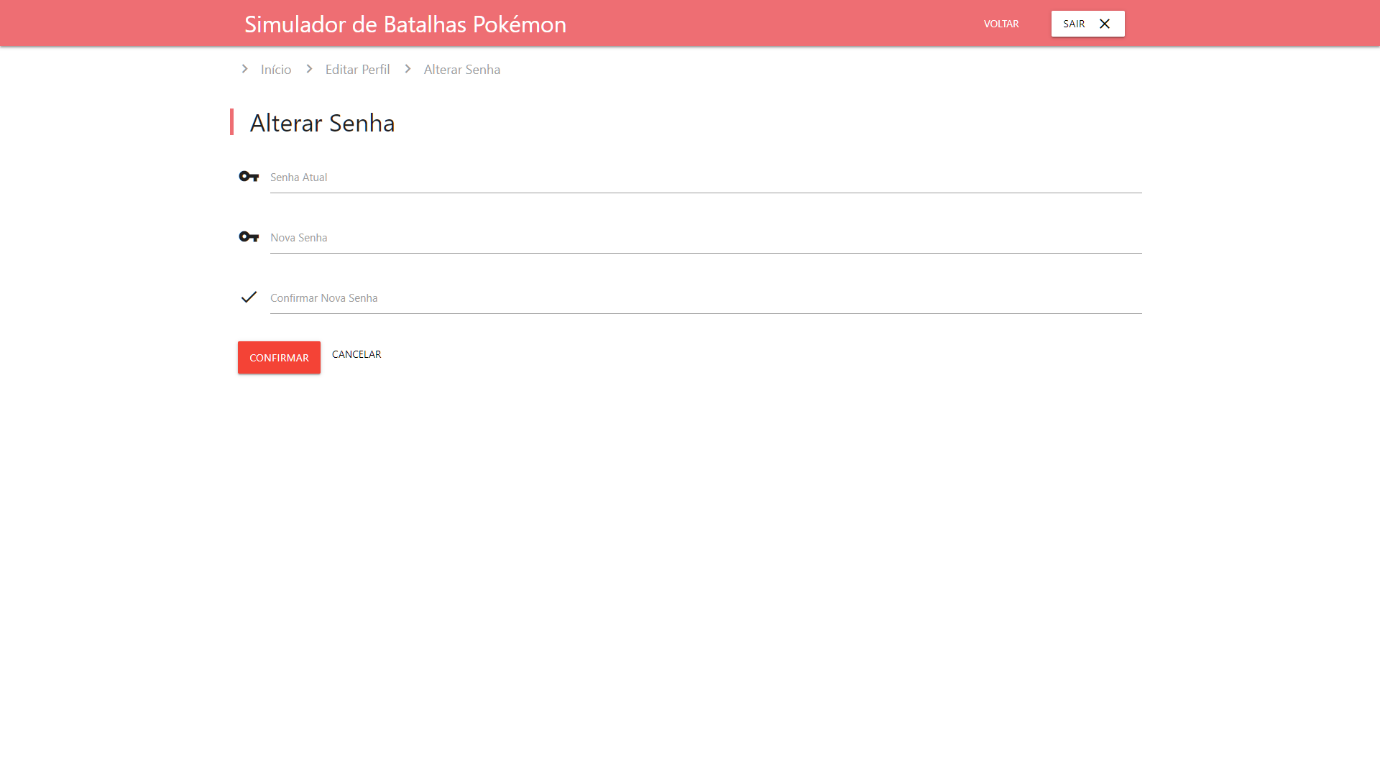 Simulador de Batalhas Pokémon VOLTAR SAIR
Início Editar Perfil Alterar Senha
Alterar Senha
Senha Atual
Nova Senha
Confirmar Nova Senha
CONFIRMAR CANCELAR